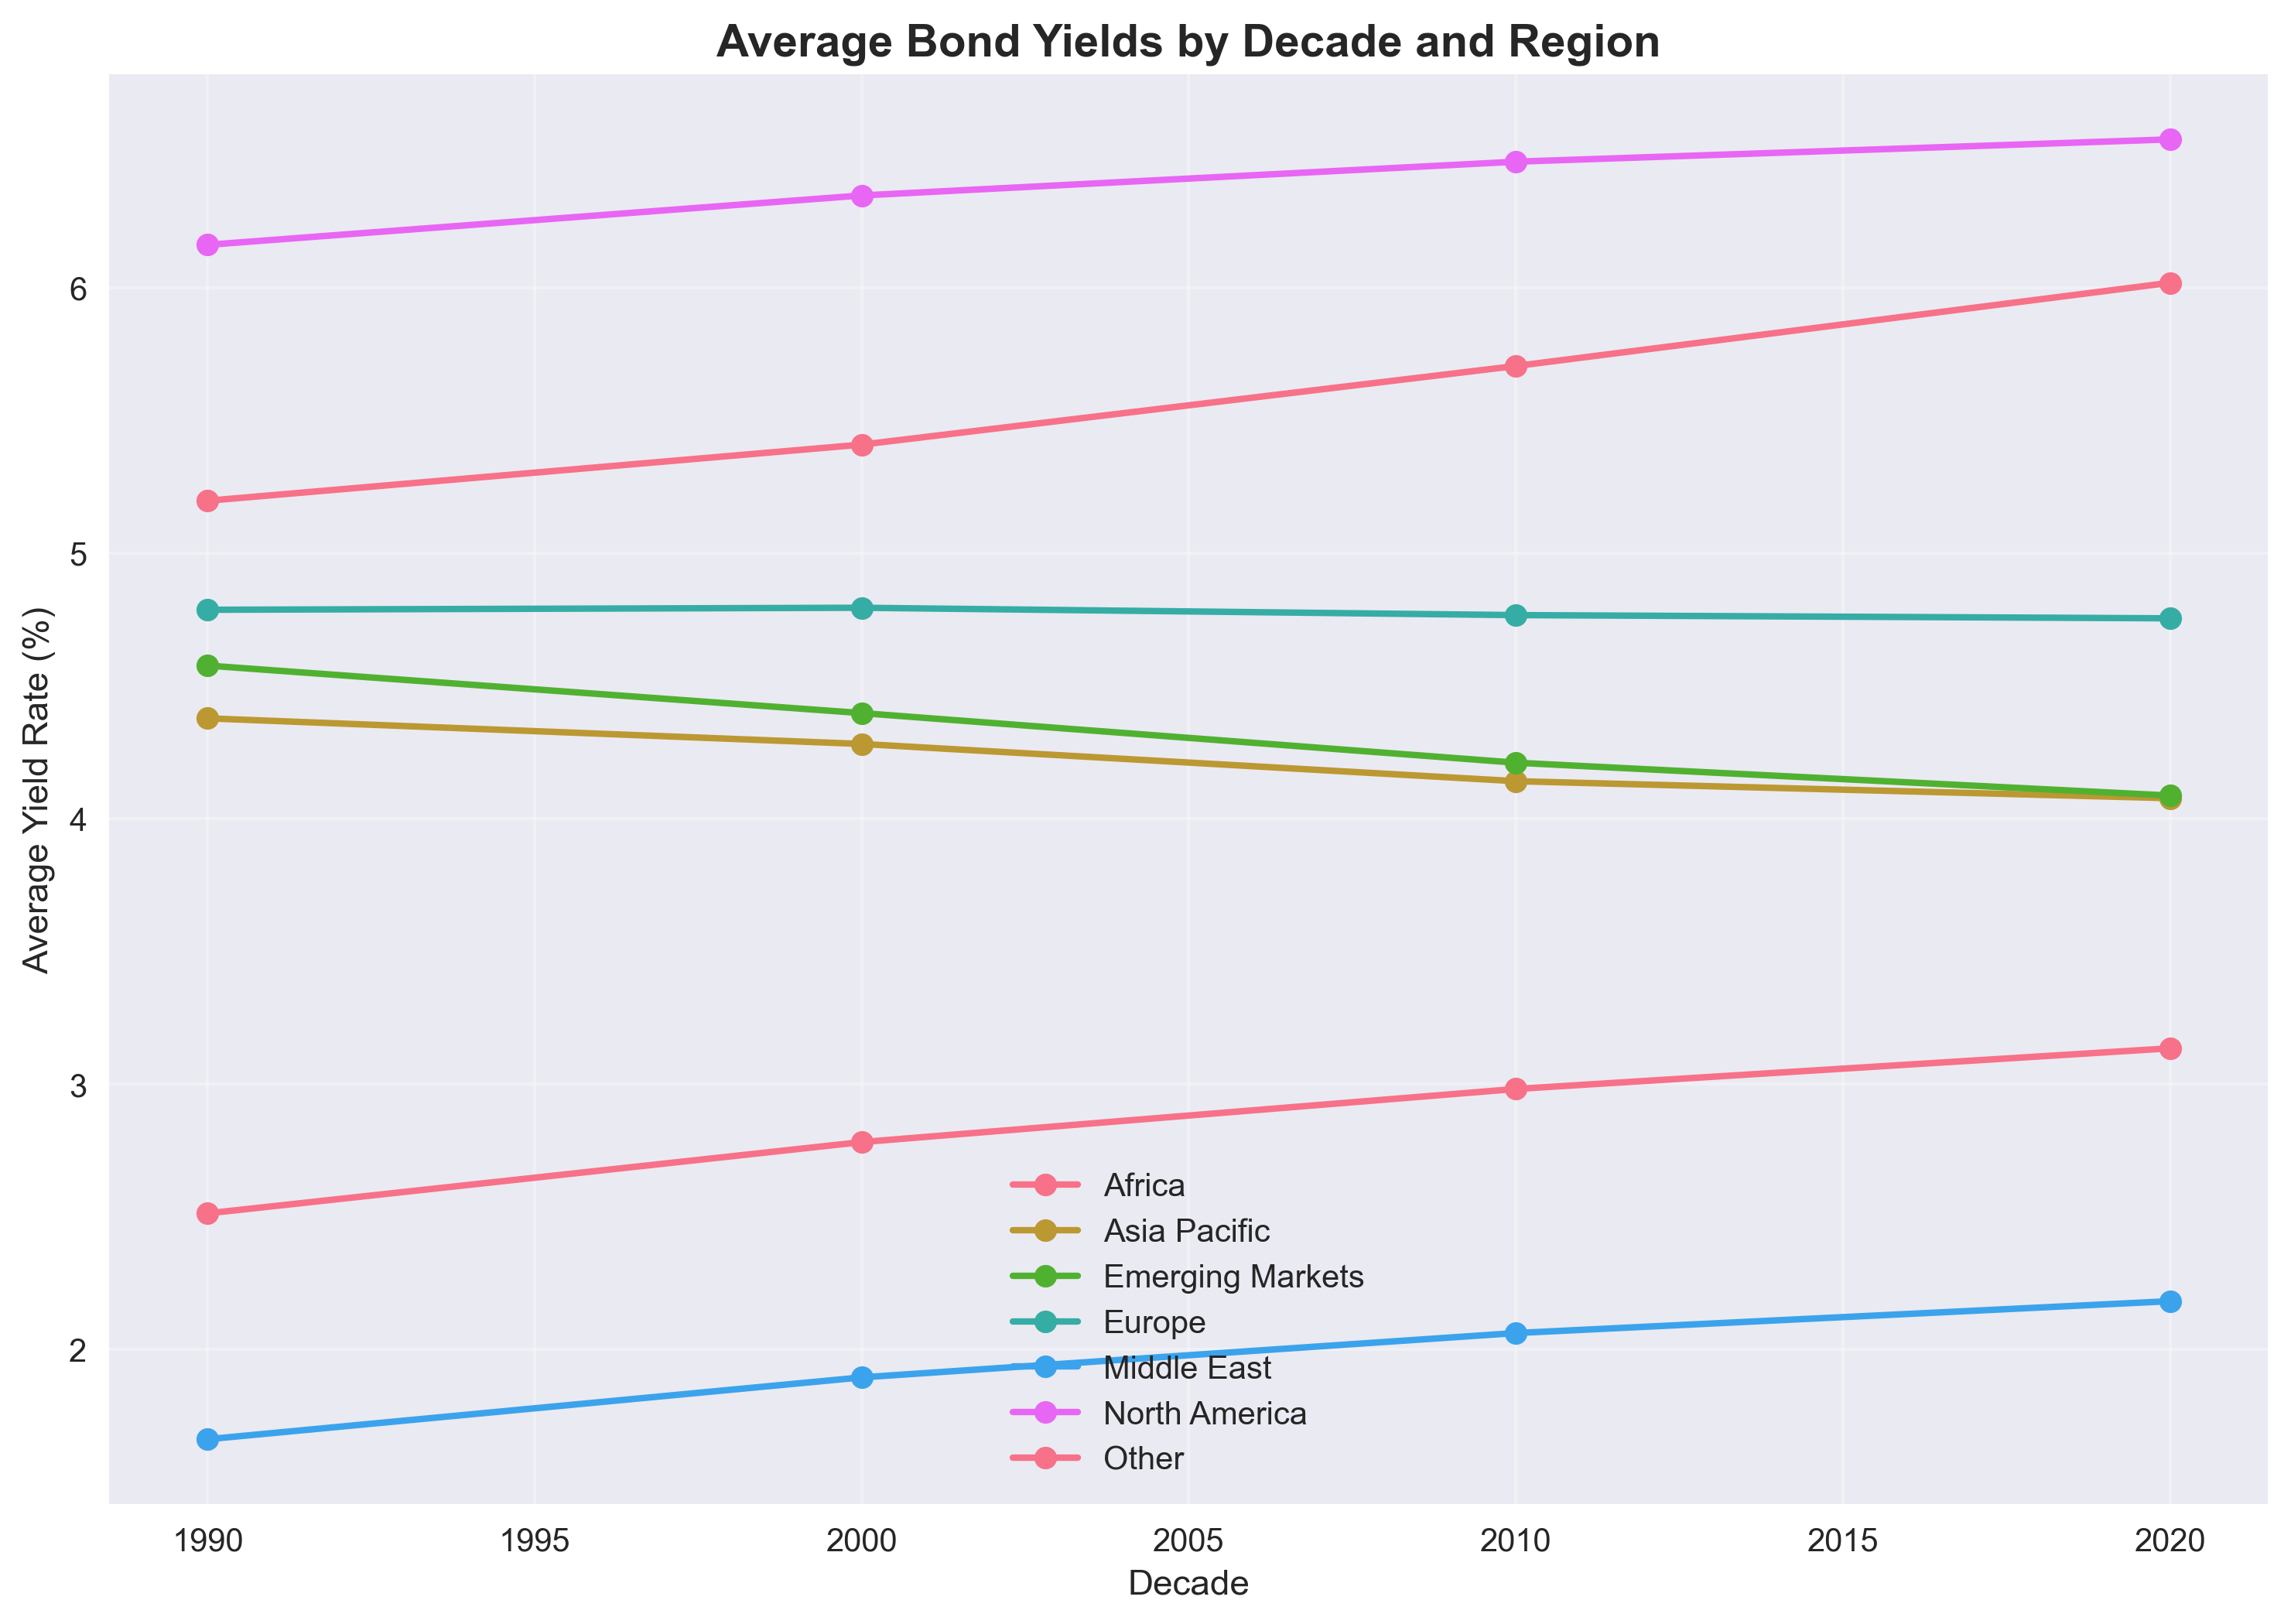 Average Bond Yields by Decade and Region
Average Yield Rate (%)
6
5
4
3
2
Africa
Asia Pacific
Emerging Markets
Europe
Middle East
North America
Other
1990 1995 2000 2005 2010 2015 2020
Decade